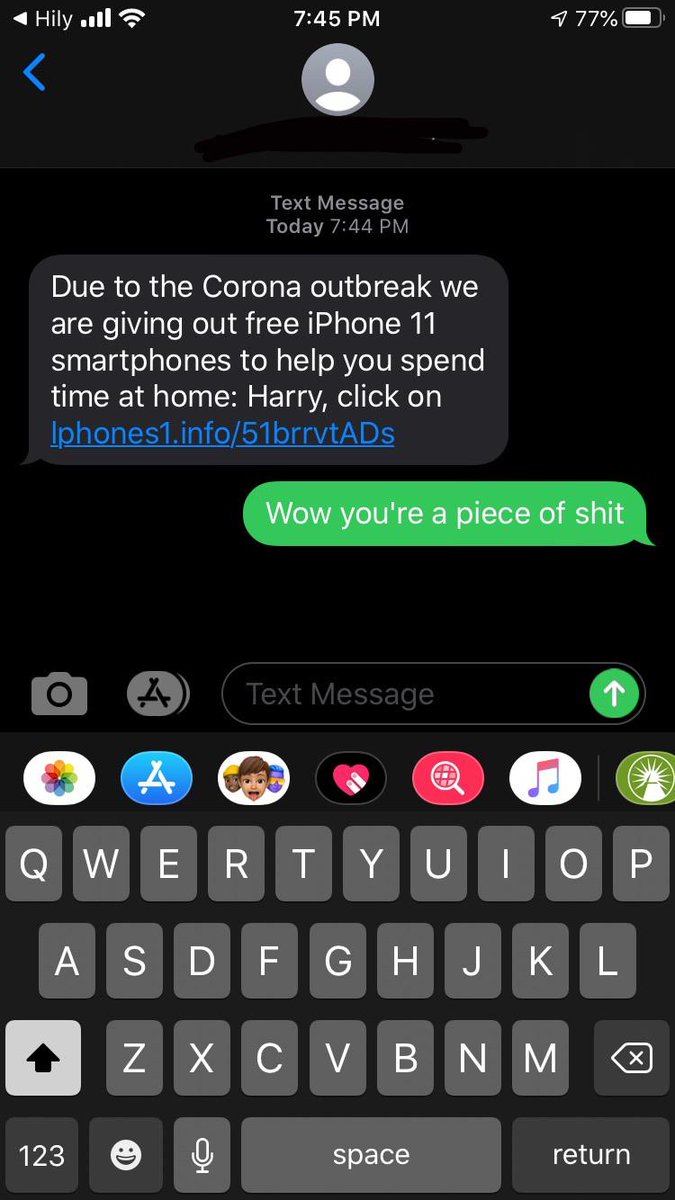 Hily 7:45 PM 77%
Text Message
Today 7:44 PM
Due to the Corona outbreak we
are giving out free iPhone 11
smartphones to help you spend
time at home: Harry, click on
lphones1.info/51brrvtADs
Wow you're a piece of shit
Text Message
Q W E R T Y U I O P
A S D F G H J K L
Z X C V B N M
123 space return